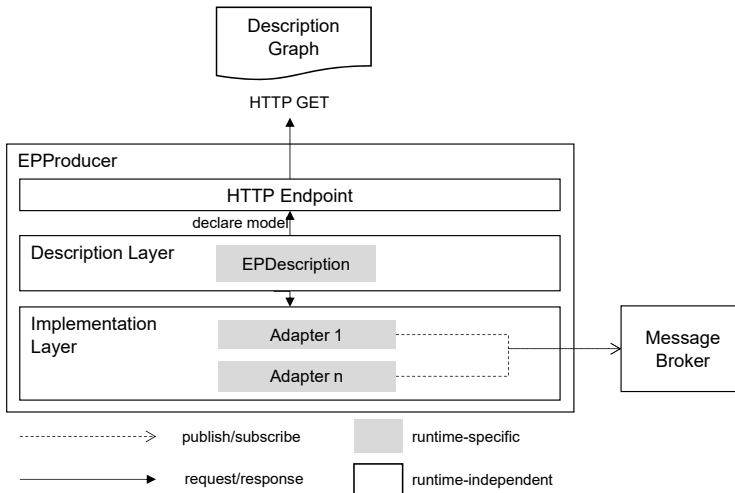 Description
Graph
HTTP GET
EPProducer
HTTP Endpoint
declare model
Description Layer
EPDescription
Implementation
Layer
Adapter 1
Adapter n
Message
Broker
publish/subscribe
runtime-specific
request/response
runtime-independent